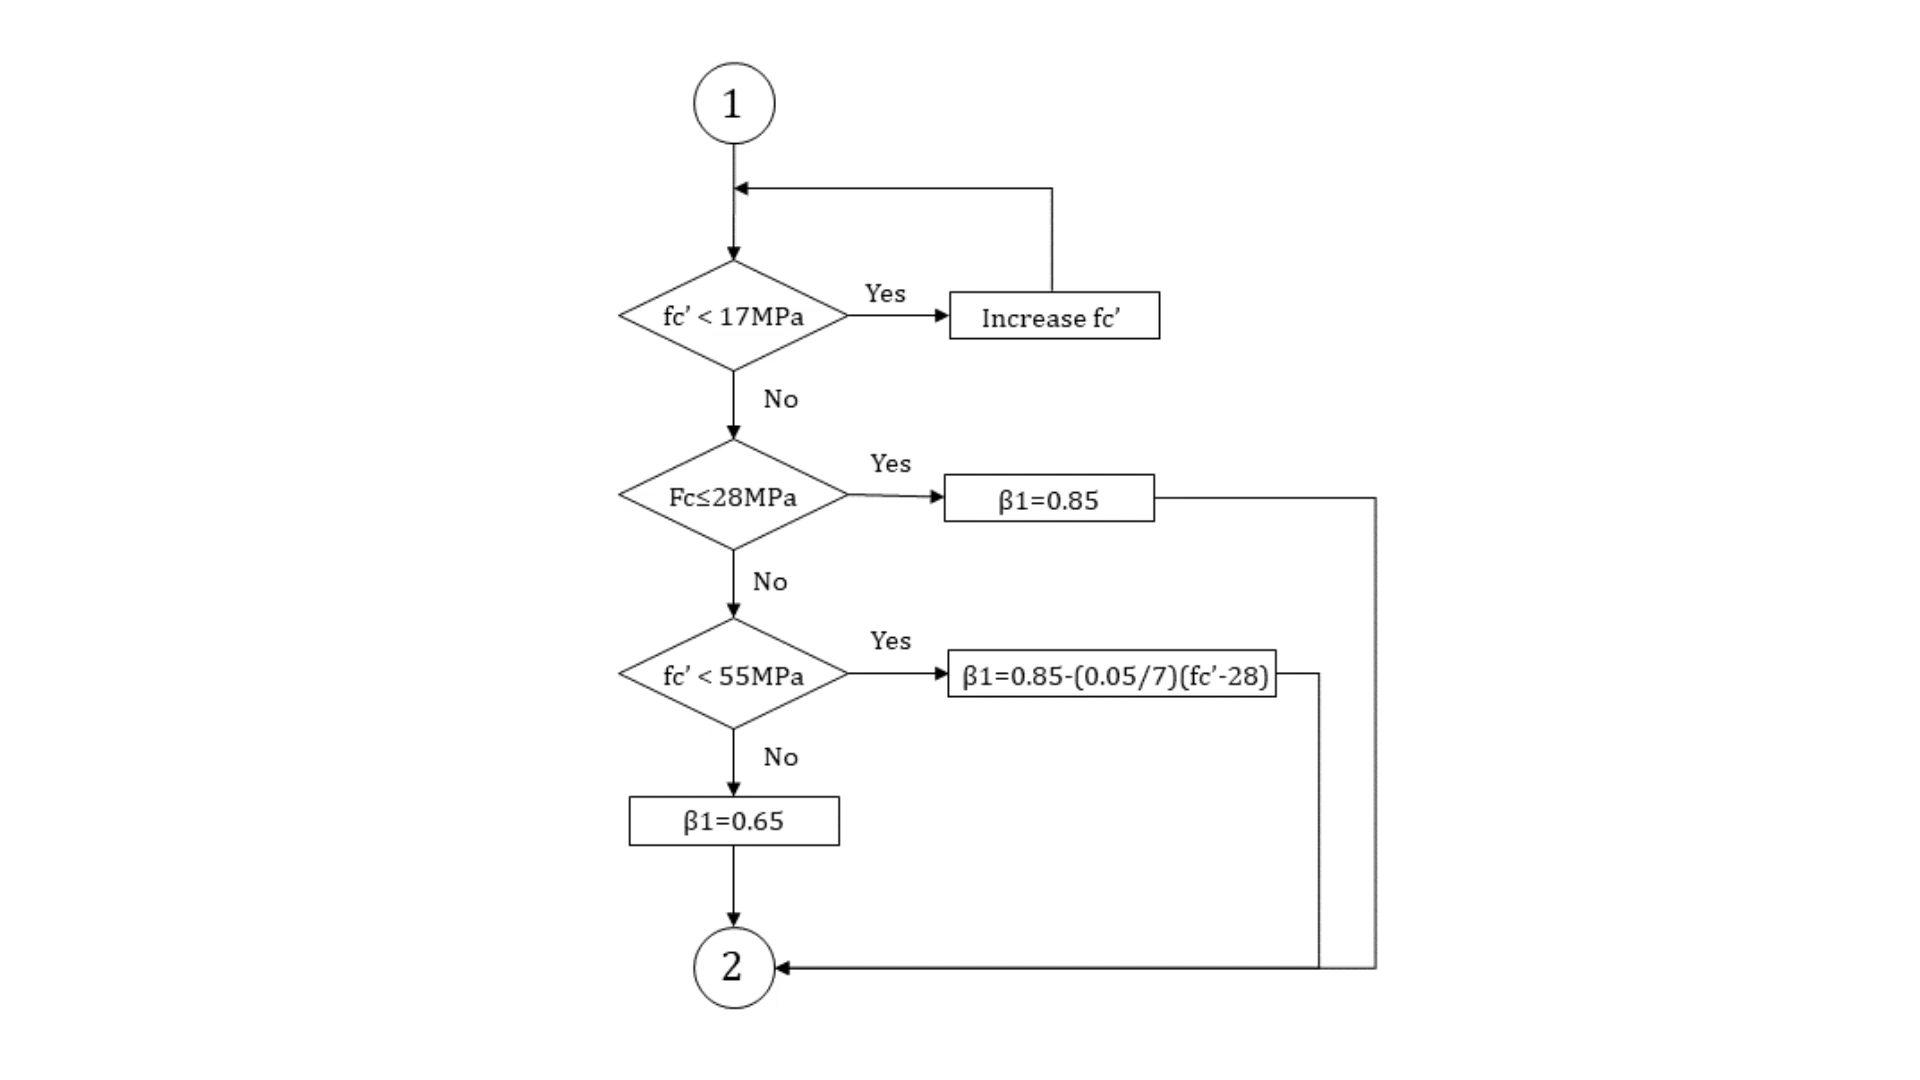 1
fc’ < 17MPa
Yes
Increase fc’
No
Fc≤28MPa
Yes
β1=0.85
No
fc’ < 55MPa
Yes
β1=0.85-(0.05/7)(fc’-28)
No
β1=0.65
2